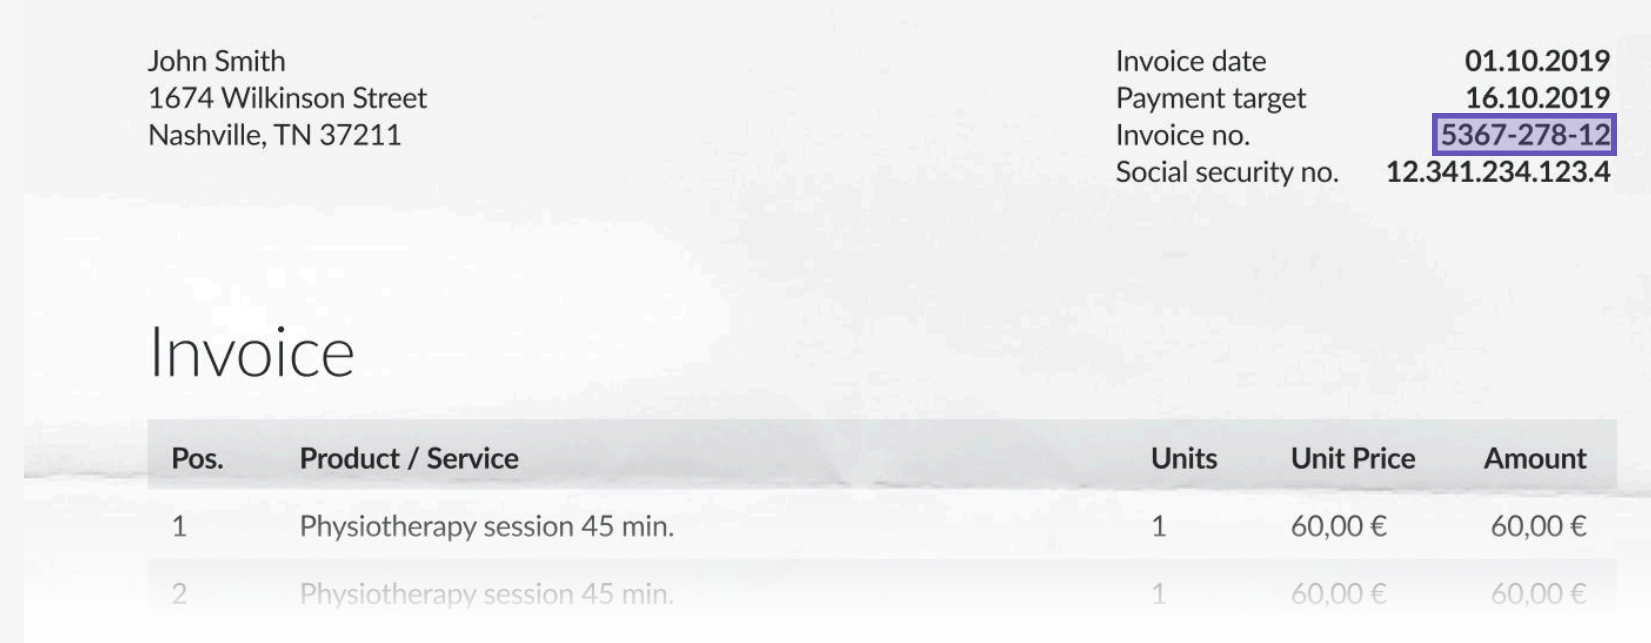 John Smith
1674 Wilkinson Street
Nashville, TN 37211
Invoice date 01.10.2019
Payment target 16.10.2019
Invoice no. 5367-278-12
Social security no. 12.341.234.123.4
Invoice
Pos. Product / Service Units Unit Price Amount
1 Physiotherapy session 45 min. 1 60,00 € 60,00 €
2 Physiotherapy session 45 min. 1 60,00 € 60,00 €